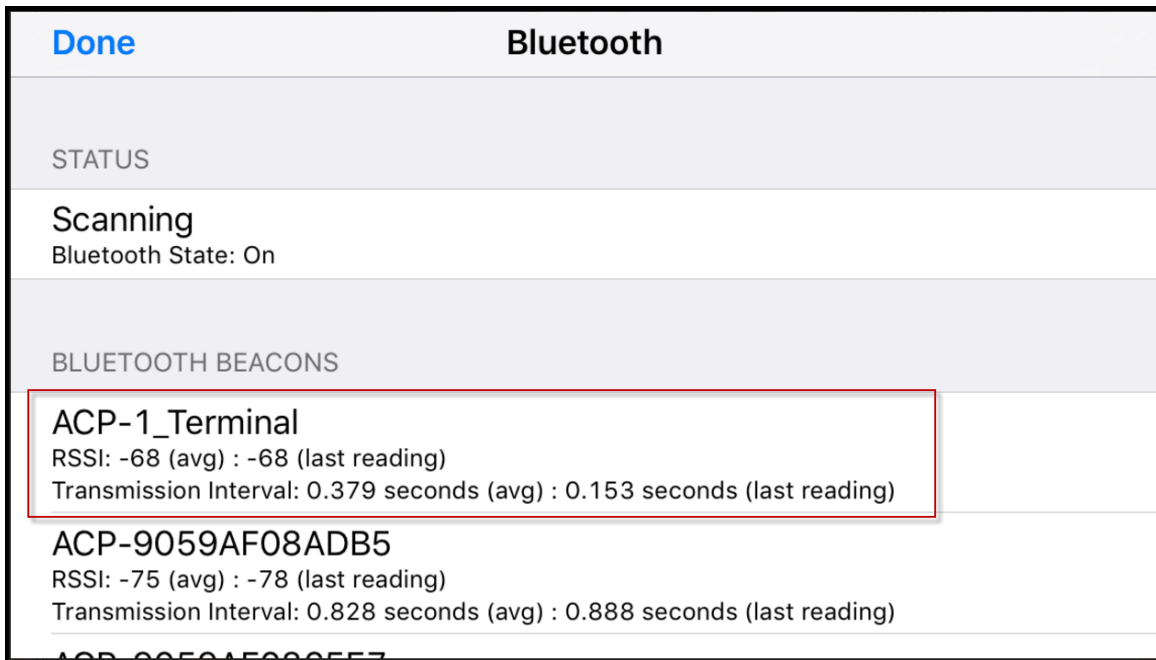 Done
Bluetooth
STATUS
Scanning
Bluetooth State: On
BLUETOOTH BEACONS
ACP-1_Terminal
RSSI: -68 (avg) : -68 (last reading)
Transmission Interval: 0.379 seconds (avg) : 0.153 seconds (last reading)
ACP-9059AF08ADB5
RSSI: -75 (avg) : -78 (last reading)
Transmission Interval: 0.828 seconds (avg) : 0.888 seconds (last reading)